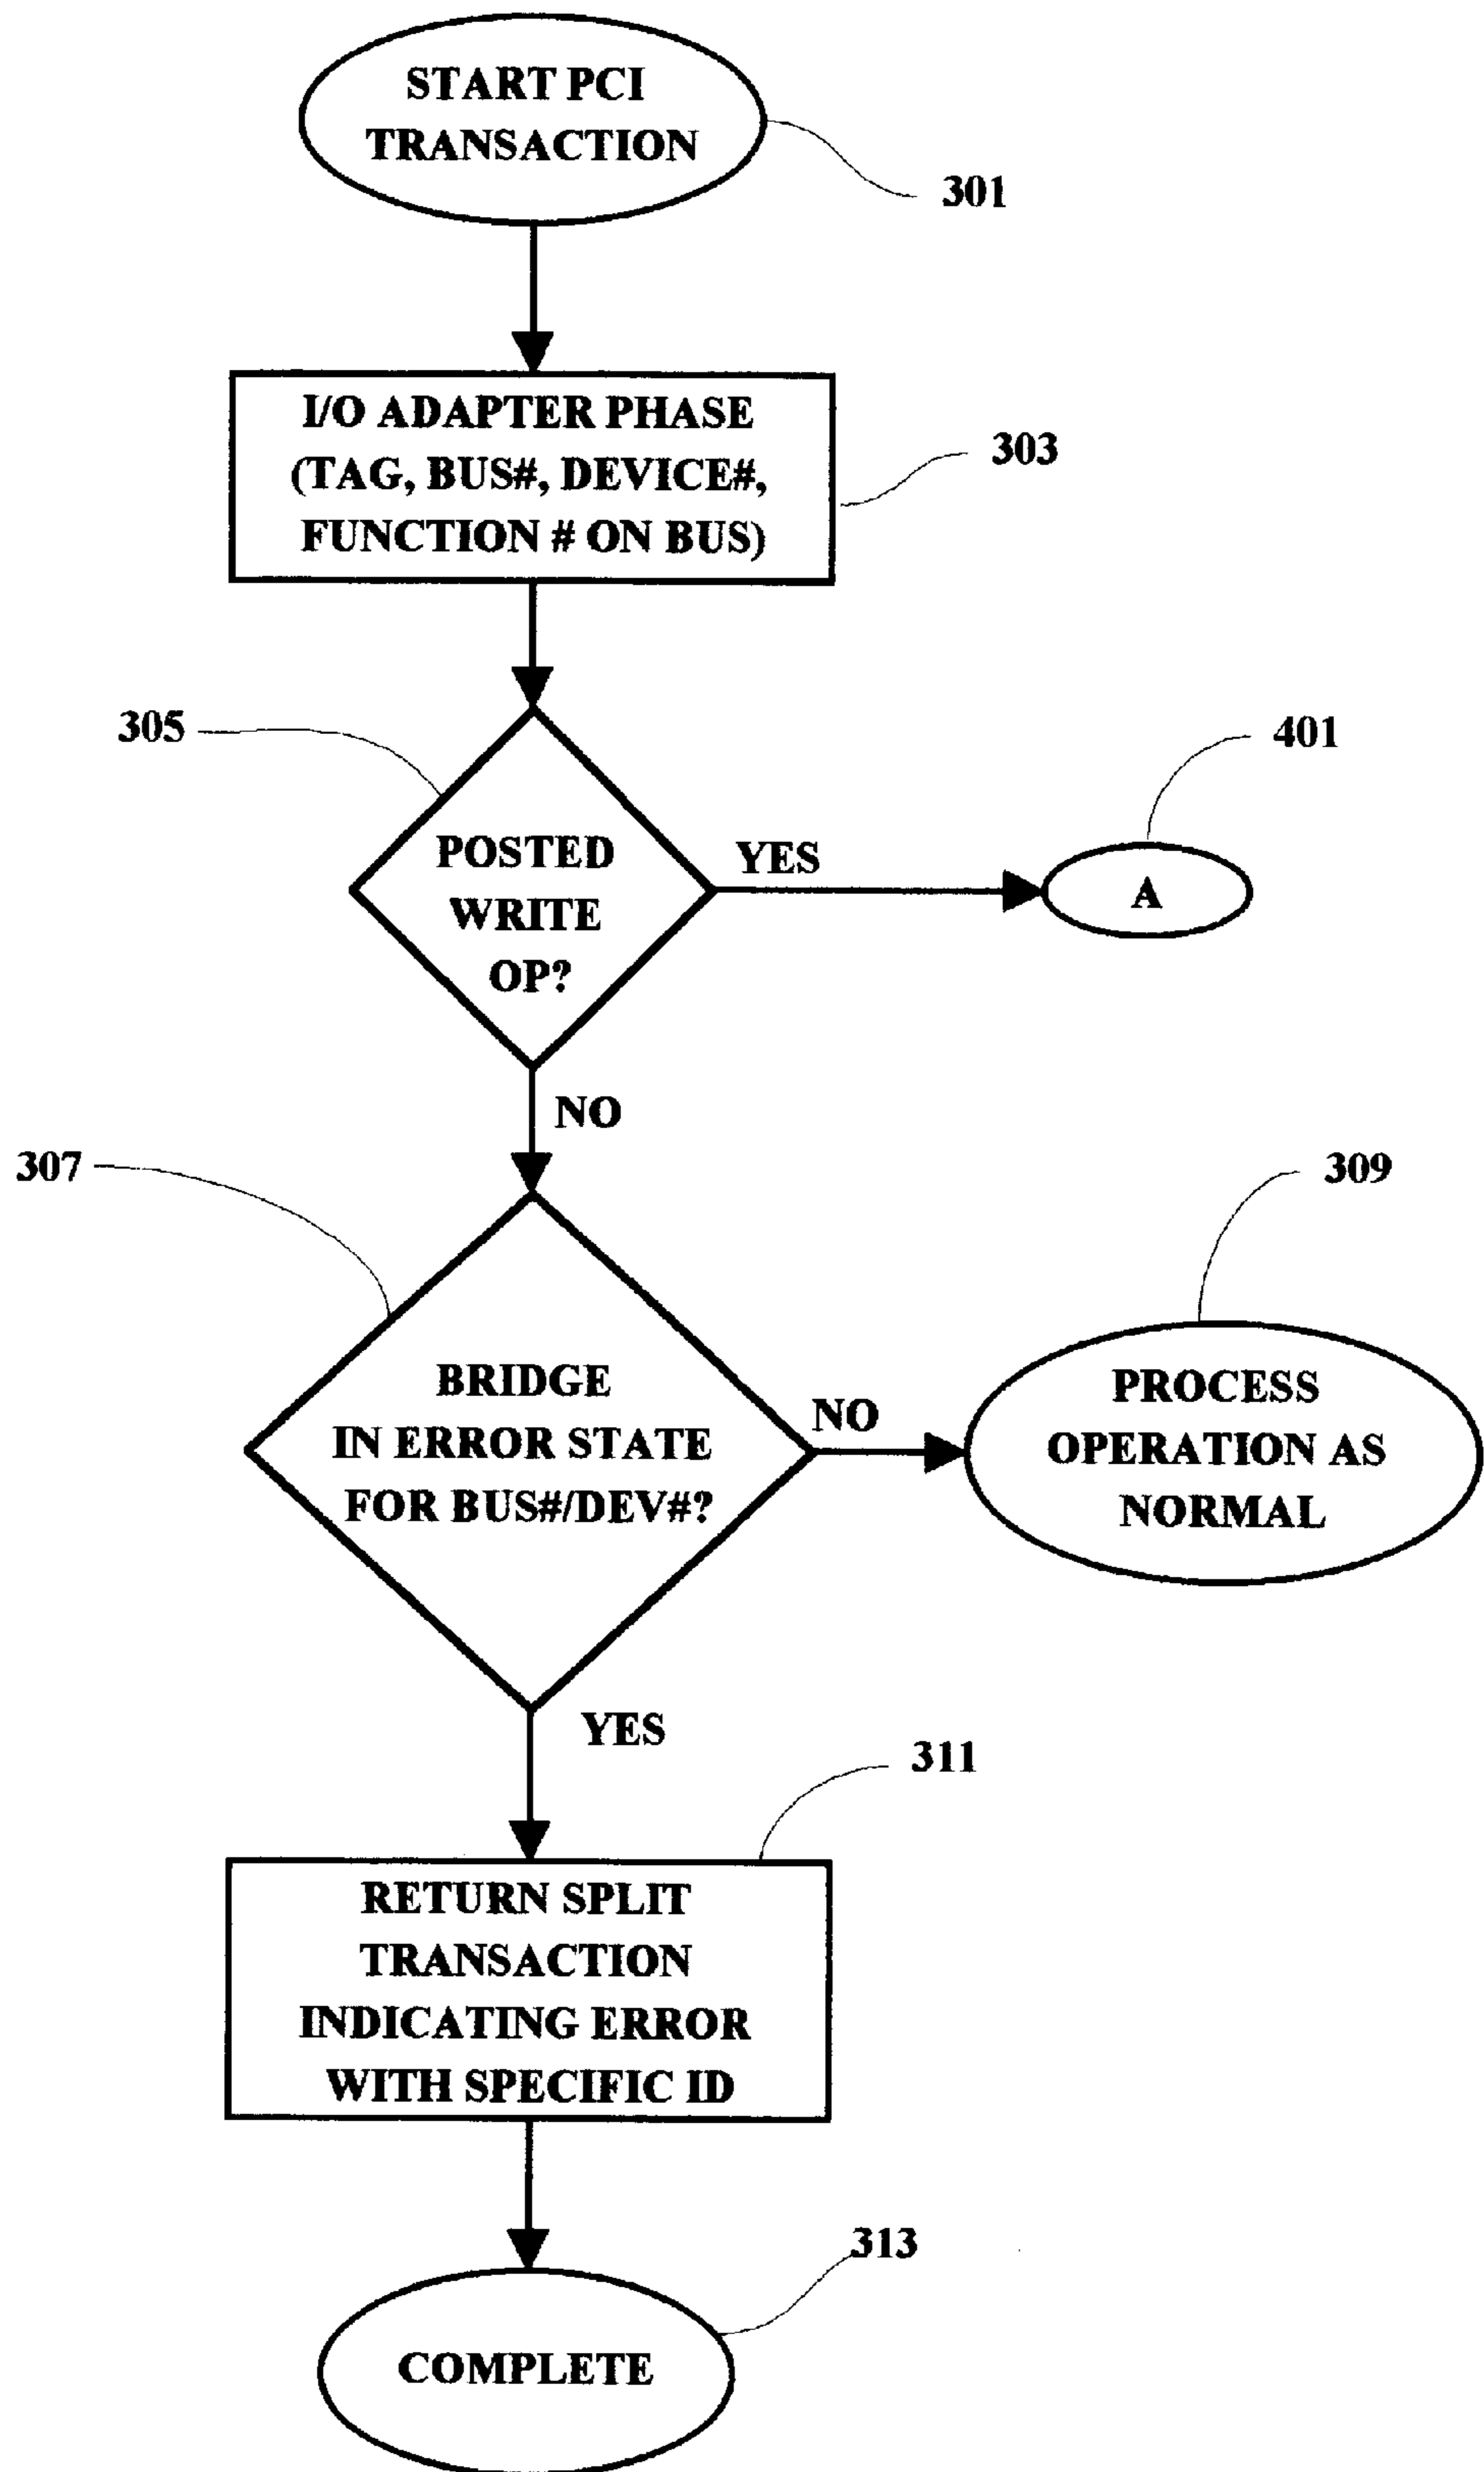 START PCI
TRANSACTION
301
I/O ADAPTER PHASE
(TAG, BUS#, DEVICE#,
FUNCTION # ON BUS)
303
305
POSTED
WRITE
OP?
YES
401
A
NO
307
BRIDGE
IN ERROR STATE
FOR BUS#/DEV#?
NO
309
PROCESS
OPERATION AS
NORMAL
YES
311
RETURN SPLIT
TRANSACTION
INDICATING ERROR
WITH SPECIFIC ID
313
COMPLETE